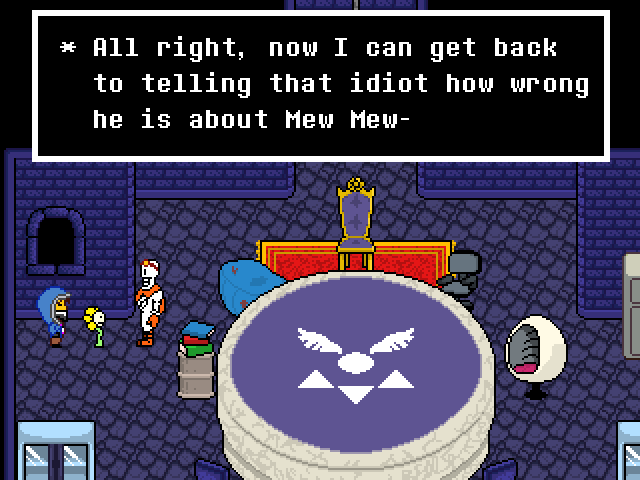 * All right, now I can get back
to telling that idiot how wrong
he is about Mew Mew-